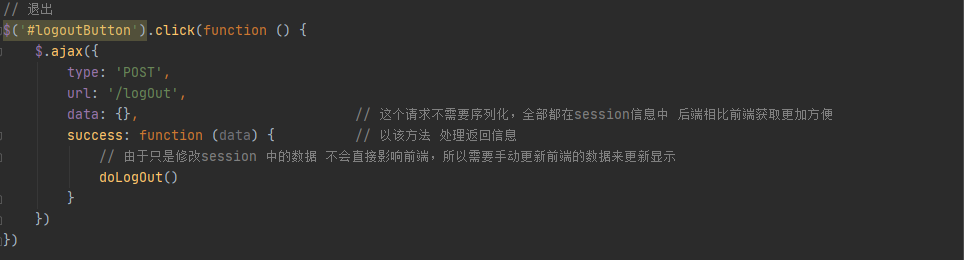 // 退出
$('#logoutButton').click(function () {
    $.ajax({
        type: 'POST',
        url: '/logOut',
        data: {},                            // 这个请求不需要序列化，全部都在session信息中 后端相比前端获取更加方便
        success: function (data) {           // 以该方法 处理返回信息
            // 由于只是修改session 中的数据 不会直接影响前端，所以需要手动更新前端的数据来更新显示
            doLogOut()
        }
    })
})